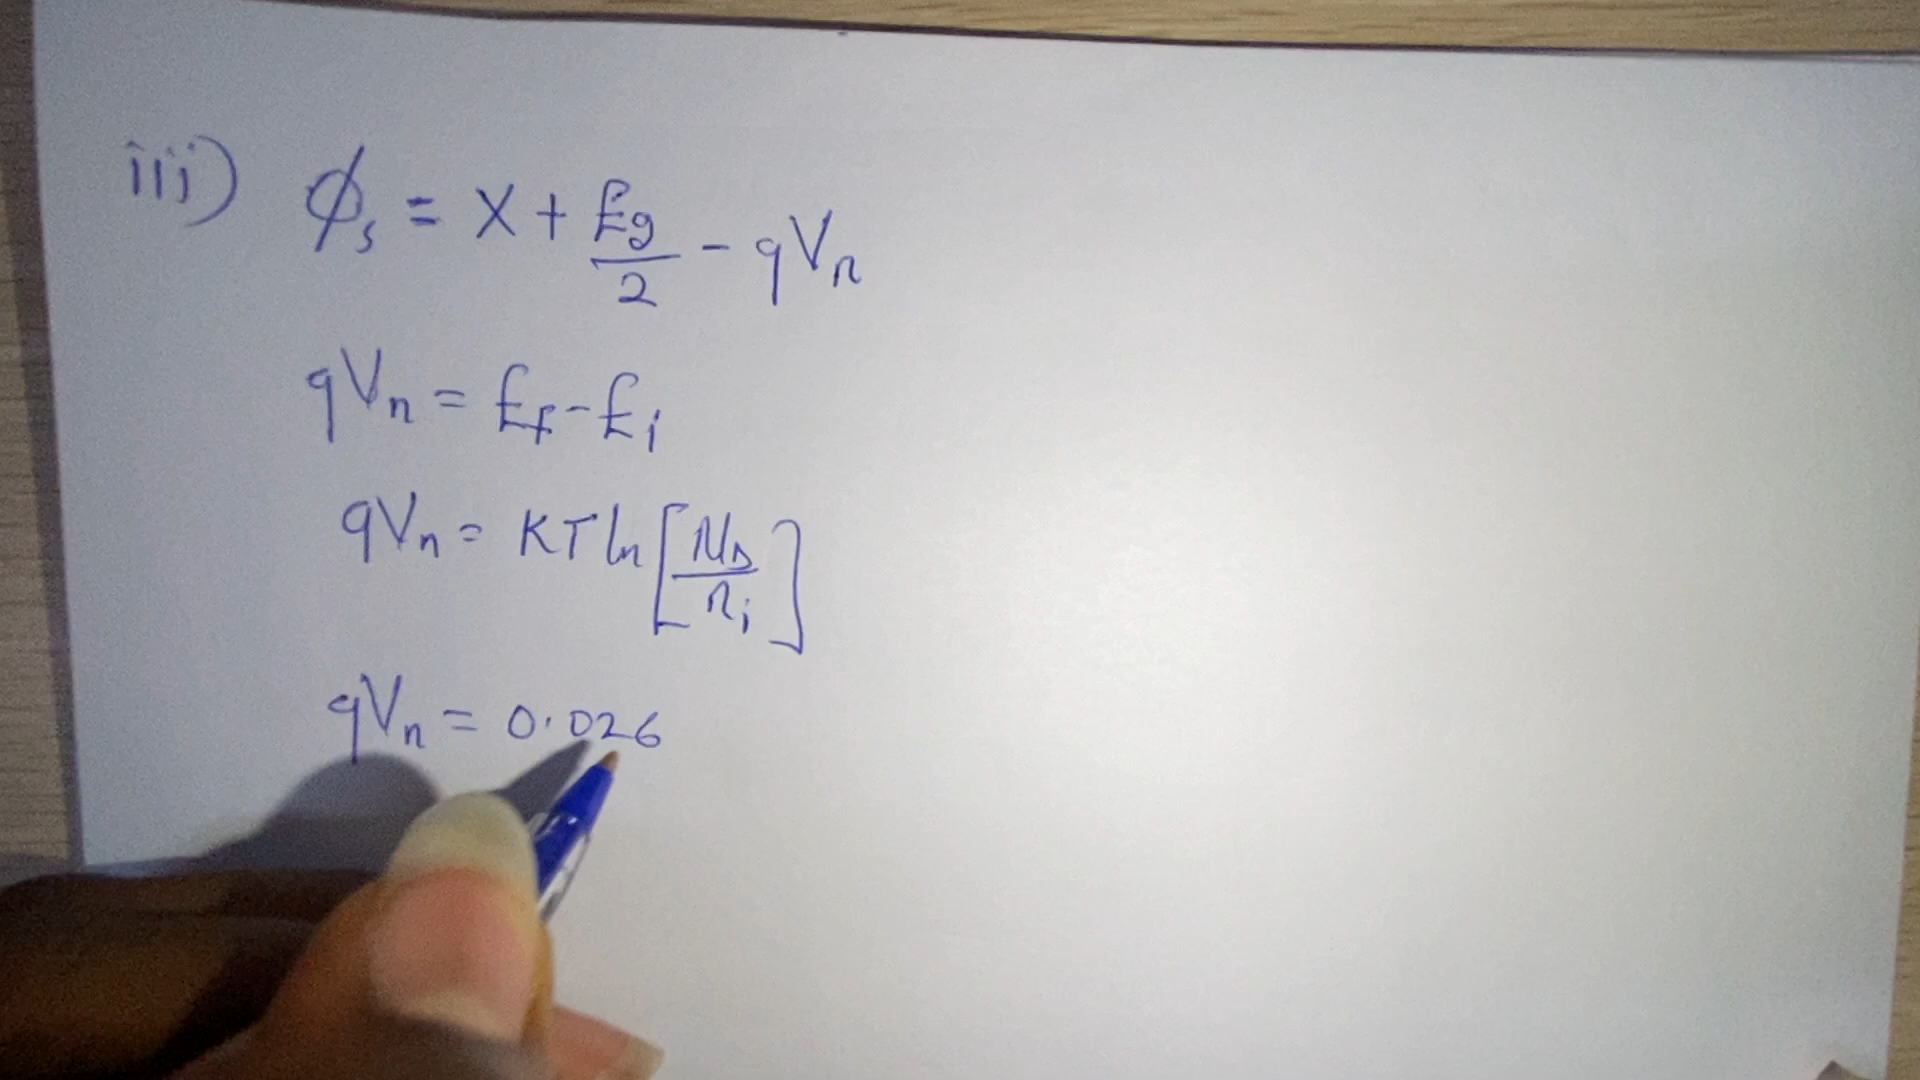 iii) ϕs = X + Eg/2 - qVn
qVn = Ef - Ei
qVn = KT ln [ND/ni]
qVn = 0.026